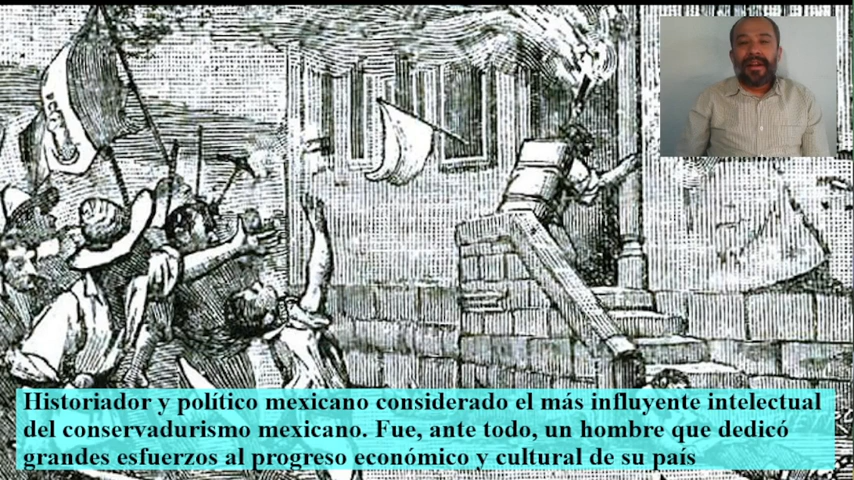 Historiador y político mexicano considerado el más influyente intelectual
del conservadurismo mexicano. Fue, ante todo, un hombre que dedicó
grandes esfuerzos al progreso económico y cultural de su país